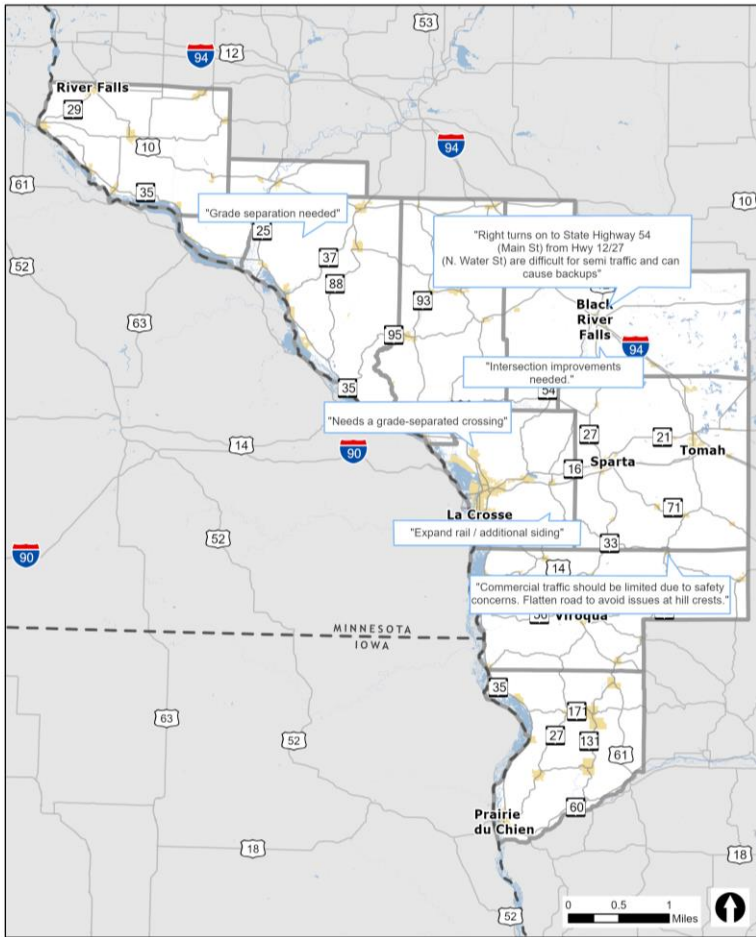 53
94
12
River Falls
29
10
94
61
35
10
"Grade separation needed"
25
"Right turns on to State Highway 54
(Main St) from Hwy 12/27
(N. Water St) are difficult for semi traffic and can
cause backups"
52
37
88
93
Black
River
Falls
63
95
94
"Intersection improvements
needed."
35
54
"Needs a grade-separated crossing"
27
21
14
90
Tomah
16
Sparta
71
La Crosse
"Expand rail / additional siding"
52
33
90
14
"Commercial traffic should be limited due to safety
concerns. Flatten road to avoid issues at hill crests."
Viroqua
MINNESOTA
IOWA
35
63
171
27
131
52
61
60
Prairie
du Chien
18
18
52
0 0.5 1
Miles